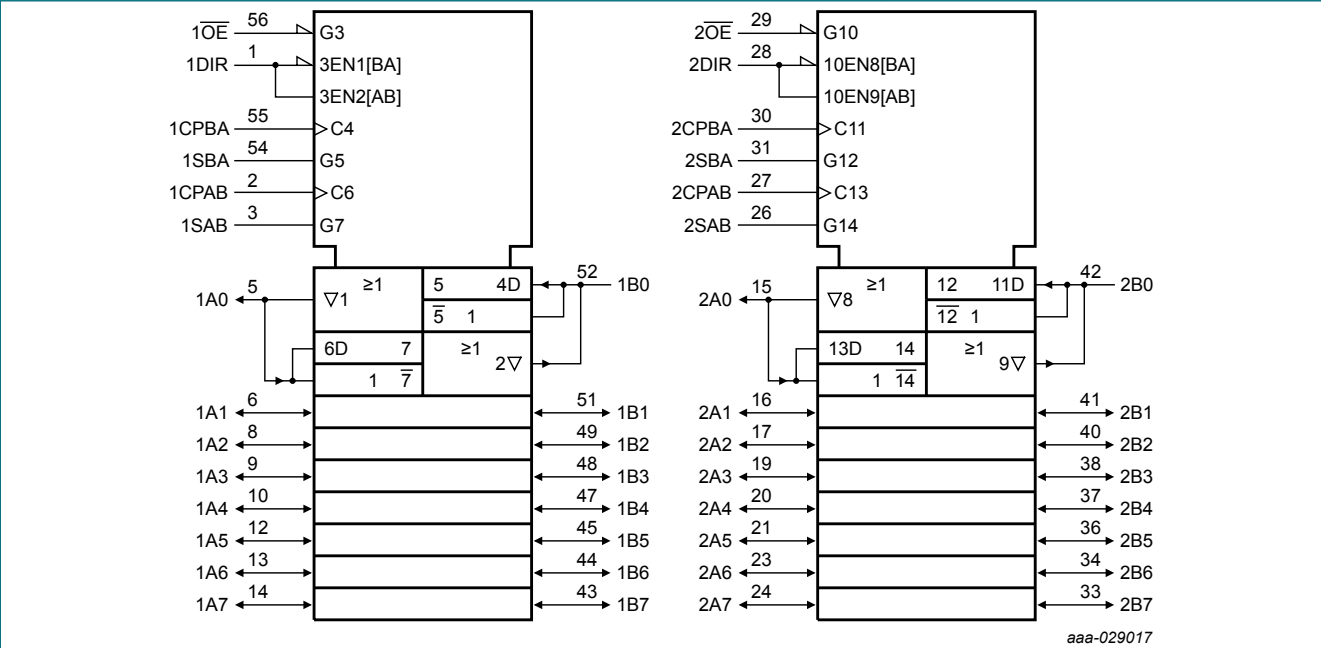 1O̅E̅ 56 G3 2O̅E̅ 29 G10
1DIR 1 3EN1[BA] 2DIR 28 10EN8[BA]
3EN2[AB] 10EN9[AB]
1CPBA 55 C4 2CPBA 30 C11
1SBA 54 G5 2SBA 31 G12
1CPAB 2 C6 2CPAB 27 C13
1SAB 3 G7 2SAB 26 G14
1A0 5 ▽1 ≥1 5 4D 52 1B0 2A0 15 ▽8 ≥1 12 11D 42 2B0
5̅ 1 1̅2̅ 1
6D 7 ≥1 2▽ 13D 14 ≥1 9▽
1 7̅ 1 1̅4̅
1A1 6 51 1B1 2A1 16 41 2B1
1A2 8 49 1B2 2A2 17 40 2B2
1A3 9 48 1B3 2A3 19 38 2B3
1A4 10 47 1B4 2A4 20 37 2B4
1A5 12 45 1B5 2A5 21 36 2B5
1A6 13 44 1B6 2A6 23 34 2B6
1A7 14 43 1B7 2A7 24 33 2B7
aaa-029017